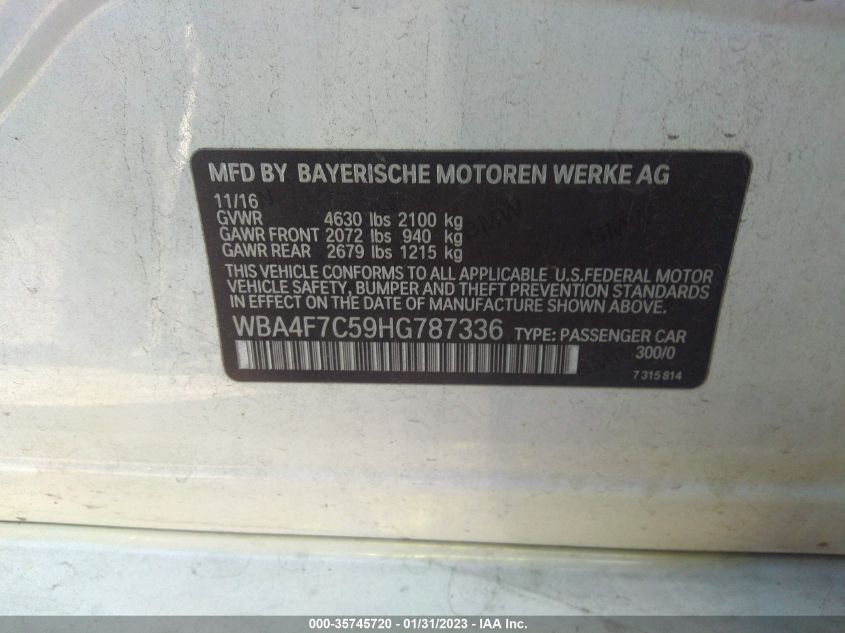 MFD BY BAYERISCHE MOTOREN WERKE AG
11/16
GVWR 4630 lbs 2100 kg
GAWR FRONT 2072 lbs 940 kg
GAWR REAR 2679 lbs 1215 kg
THIS VEHICLE CONFORMS TO ALL APPLICABLE U.S.FEDERAL MOTOR
VEHICLE SAFETY, BUMPER AND THEFT PREVENTION STANDARDS
IN EFFECT ON THE DATE OF MANUFACTURE SHOWN ABOVE.
WBA4F7C59HG787336 TYPE: PASSENGER CAR
300/0
7 315 814
000-35745720 - 01/31/2023 - IAA Inc.